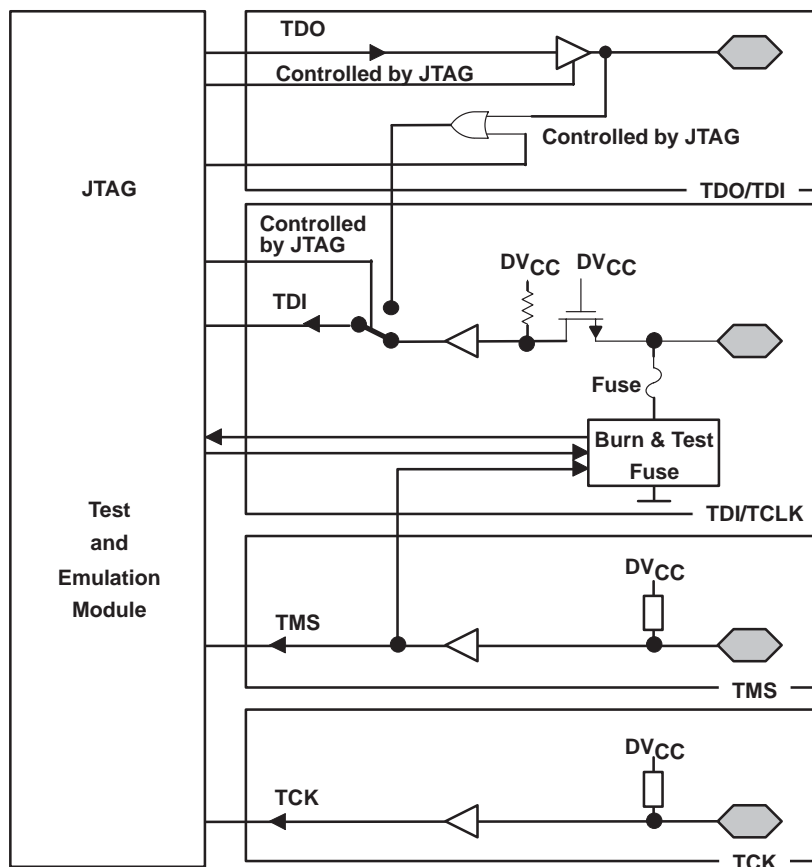 TDO
Controlled by JTAG
Controlled by JTAG
JTAG
TDO/TDI
Controlled
by JTAG
DVCC
DVCC
TDI
Fuse
Burn & Test
Fuse
TDI/TCLK
Test
and
Emulation
Module
DVCC
TMS
TMS
DVCC
TCK
TCK